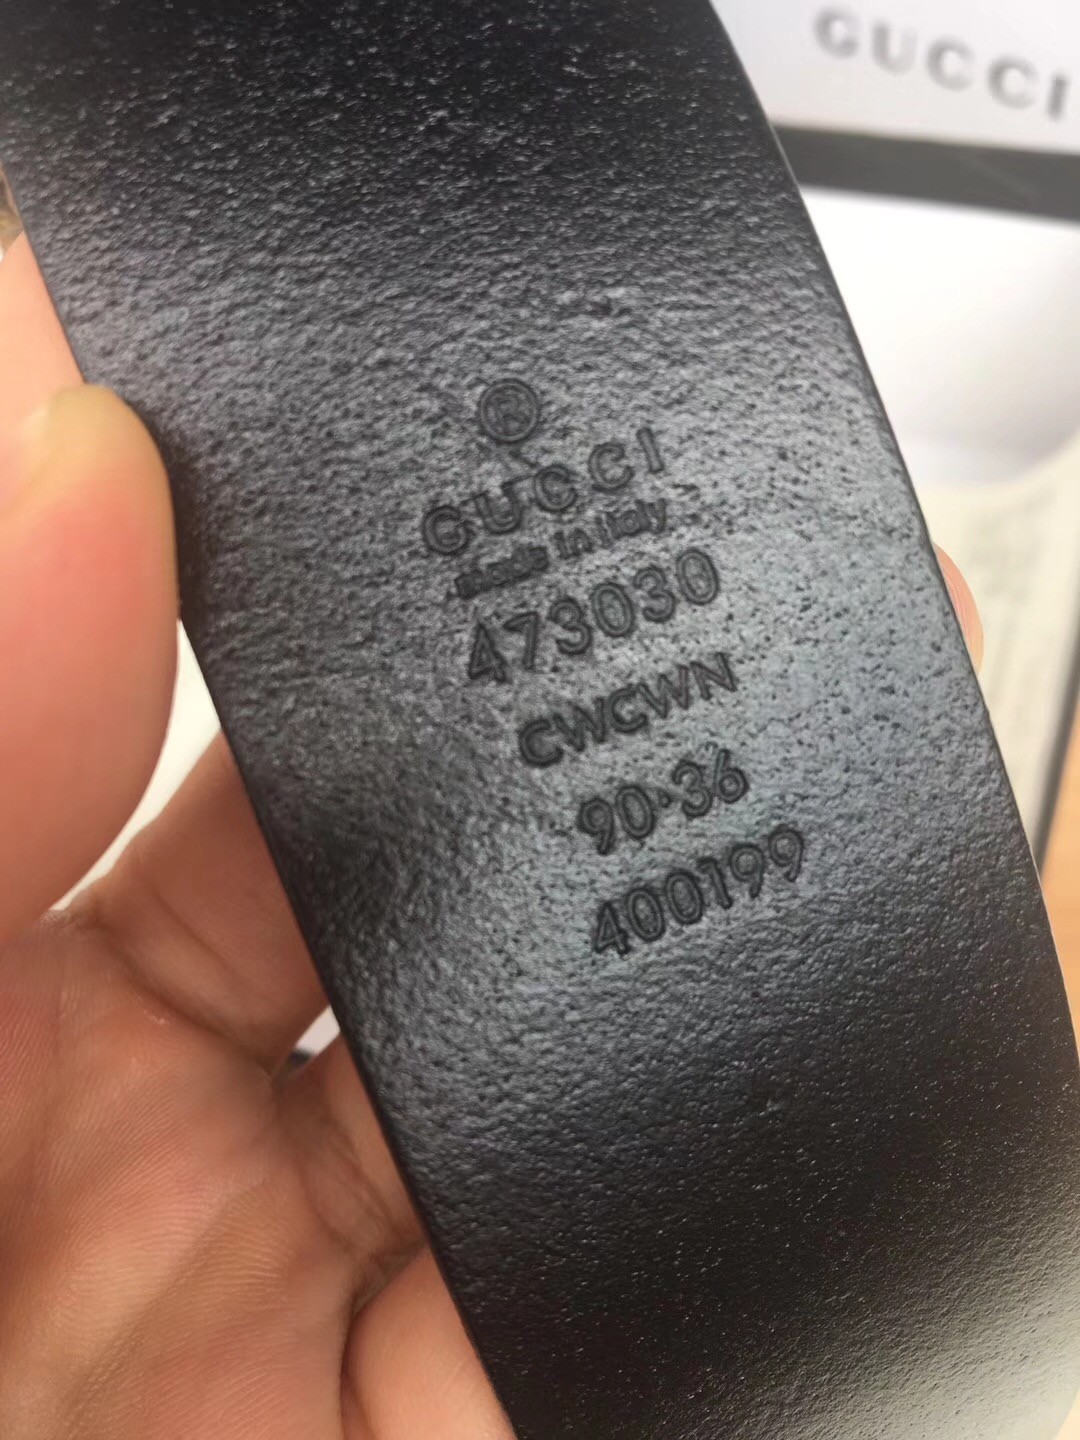 GUCCI
®
GUCCI
made in italy
473030
CWCWN
90·36
400199